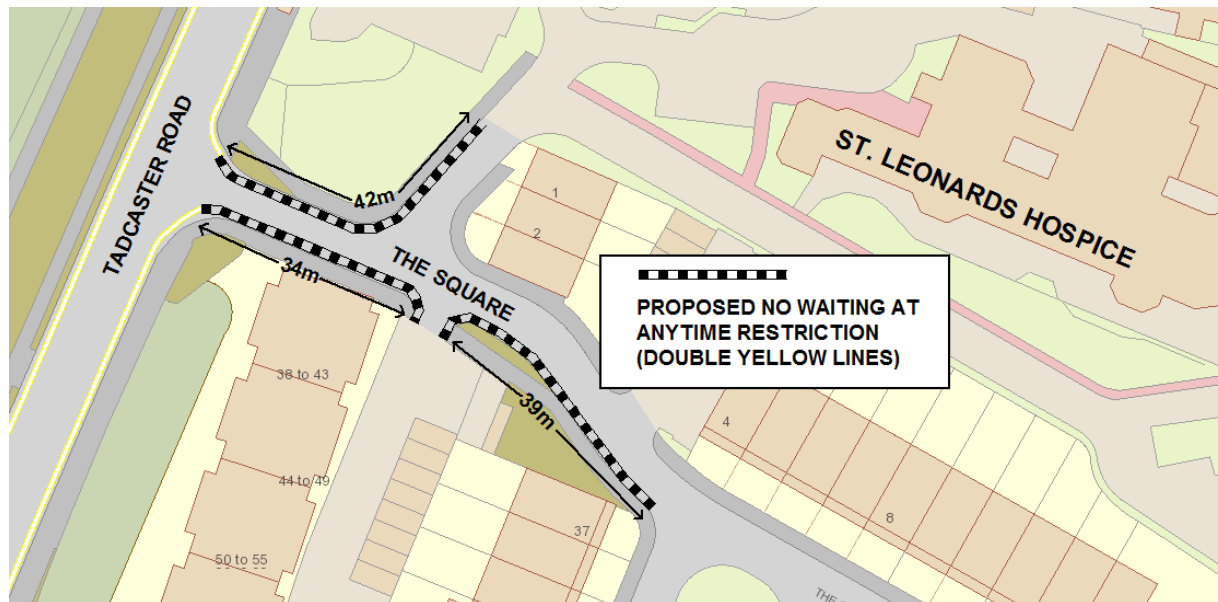 TADCASTER ROAD
42m
34m
THE SQUARE
39m
1
2
ST. LEONARDS HOSPICE
PROPOSED NO WAITING AT
ANYTIME RESTRICTION
(DOUBLE YELLOW LINES)
38 to 43
44 to 49
50 to 55
37
4
8
THE